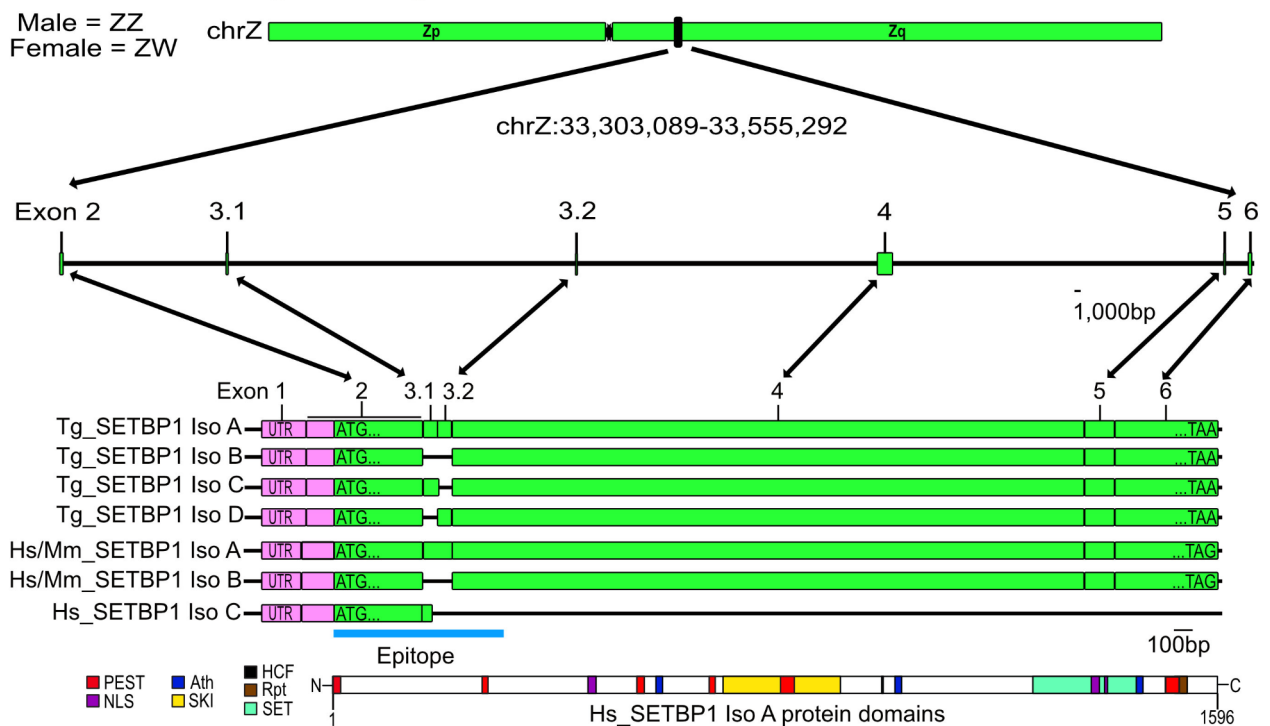 Male = ZZ
Female = ZW
chrZ
Zp
Zq
chrZ:33,303,089-33,555,292
Exon 2
3.1
3.2
4
5
6
1,000bp
Exon 1
2
3.1
3.2
4
5
6
Tg_SETBP1 Iso A
UTR
ATG...
...TAA
Tg_SETBP1 Iso B
UTR
ATG...
...TAA
Tg_SETBP1 Iso C
UTR
ATG...
...TAA
Tg_SETBP1 Iso D
UTR
ATG...
...TAA
Hs/Mm_SETBP1 Iso A
UTR
ATG...
...TAG
Hs/Mm_SETBP1 Iso B
UTR
ATG...
...TAG
Hs_SETBP1 Iso C
UTR
ATG...
Epitope
100bp
PEST
NLS
Ath
SKI
HCF
Rpt
SET
N
C
1
Hs_SETBP1 Iso A protein domains
1596